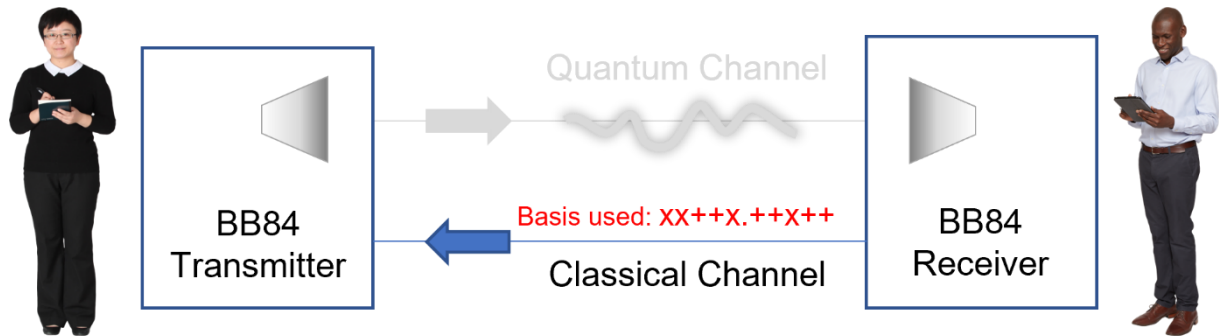 Quantum Channel
Basis used: xx++x.++x++
BB84
Transmitter
Classical Channel
BB84
Receiver